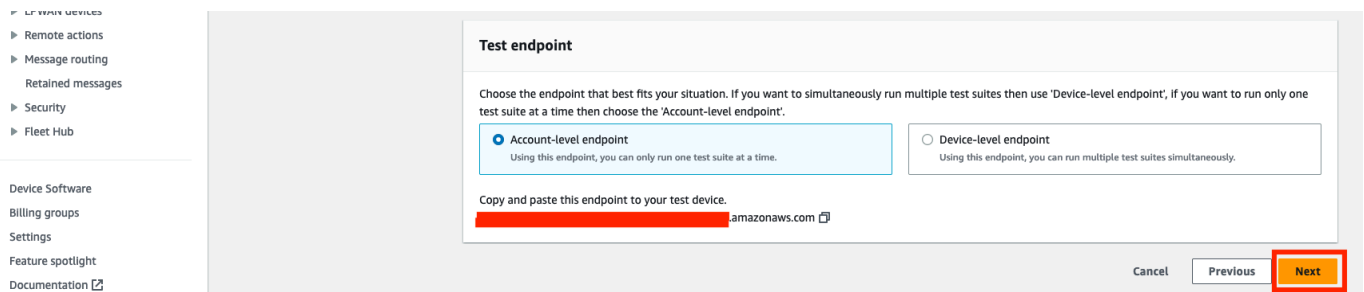 LPWAN devices
Remote actions
Message routing
Retained messages
Security
Fleet Hub
Device Software
Billing groups
Settings
Feature spotlight
Documentation
Test endpoint
Choose the endpoint that best fits your situation. If you want to simultaneously run multiple test suites then use 'Device-level endpoint', if you want to run only one
test suite at a time then choose the 'Account-level endpoint'.
Account-level endpoint
Using this endpoint, you can only run one test suite at a time.
Device-level endpoint
Using this endpoint, you can run multiple test suites simultaneously.
Copy and paste this endpoint to your test device.
.amazonaws.com
Cancel
Previous
Next